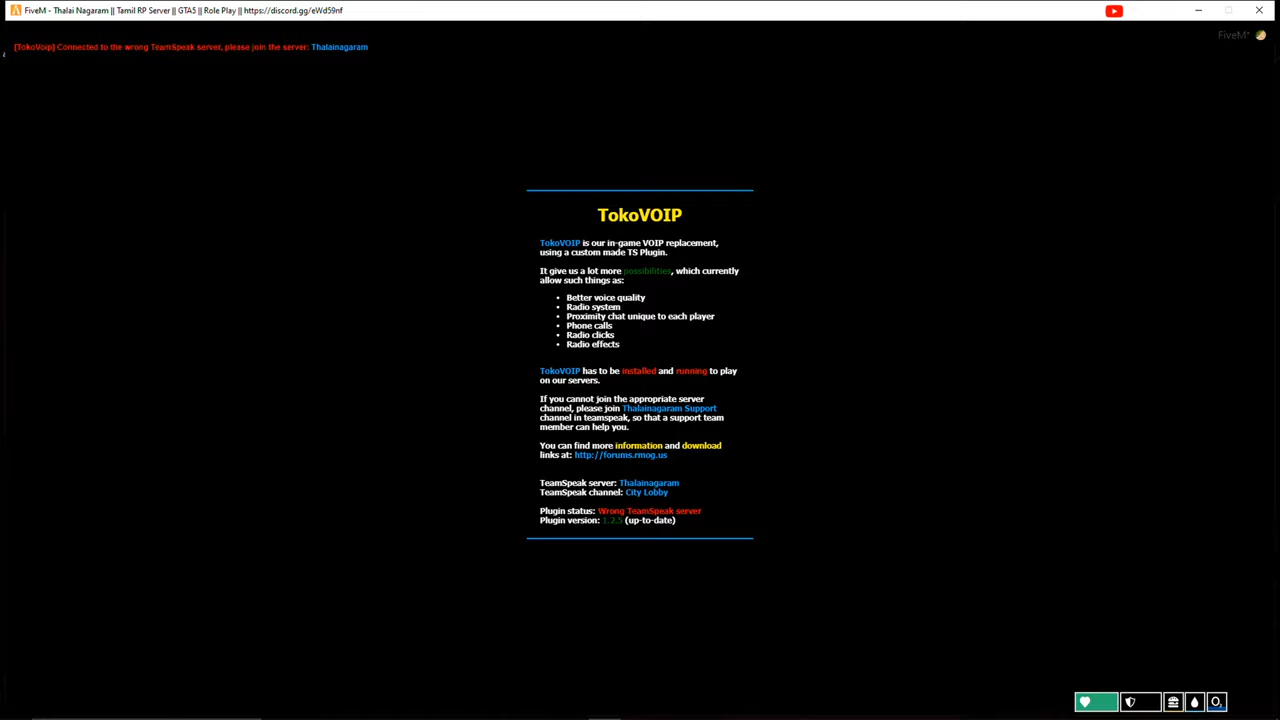 FiveM - Thalai Nagaram || Tamil RP Server || GTA5 || Role Play || https://discord.gg/eWd59nf
FiveM*
[TokoVoip] Connected to the wrong TeamSpeak server, please join the server: Thalainagaram
TokoVOIP
TokoVOIP is our in-game VOIP replacement,
using a custom made TS Plugin.
It give us a lot more possibilities, which currently
allow such things as:
• Better voice quality
• Radio system
• Proximity chat unique to each player
• Phone calls
• Radio clicks
• Radio effects
TokoVOIP has to be installed and running to play
on our servers.
If you cannot join the appropriate server
channel, please join Thalainagaram Support
channel in teamspeak, so that a support team
member can help you.
You can find more information and download
links at: http://forums.rmog.us
TeamSpeak server: Thalainagaram
TeamSpeak channel: City Lobby
Plugin status: Wrong TeamSpeak server
Plugin version: 1.2.5 (up-to-date)
O₂